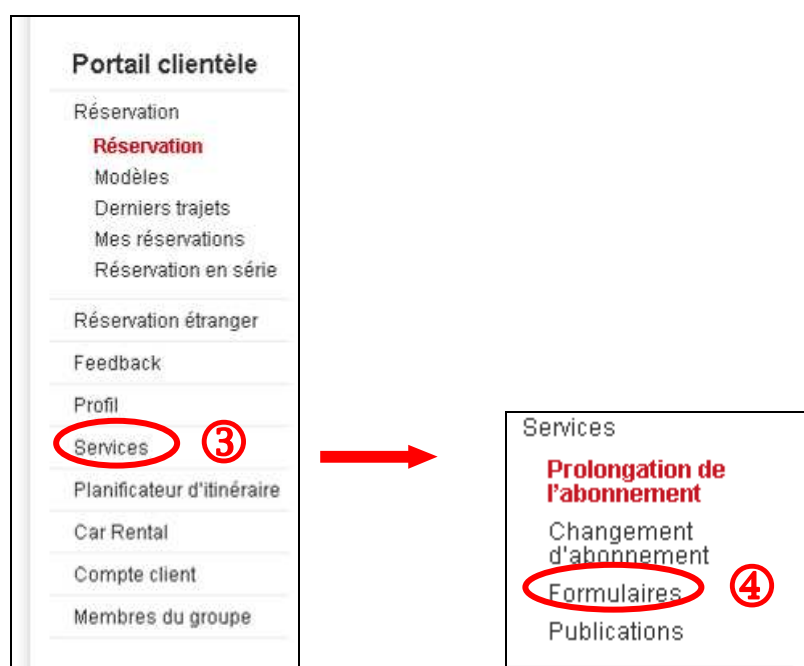 Portail clientèle
Réservation
Réservation
Modèles
Derniers trajets
Mes réservations
Réservation en série
Réservation étranger
Feedback
Profil
Services
③
Planificateur d'itinéraire
Car Rental
Compte client
Membres du groupe
Services
Prolongation de
l'abonnement
Changement
d'abonnement
Formulaires
④
Publications